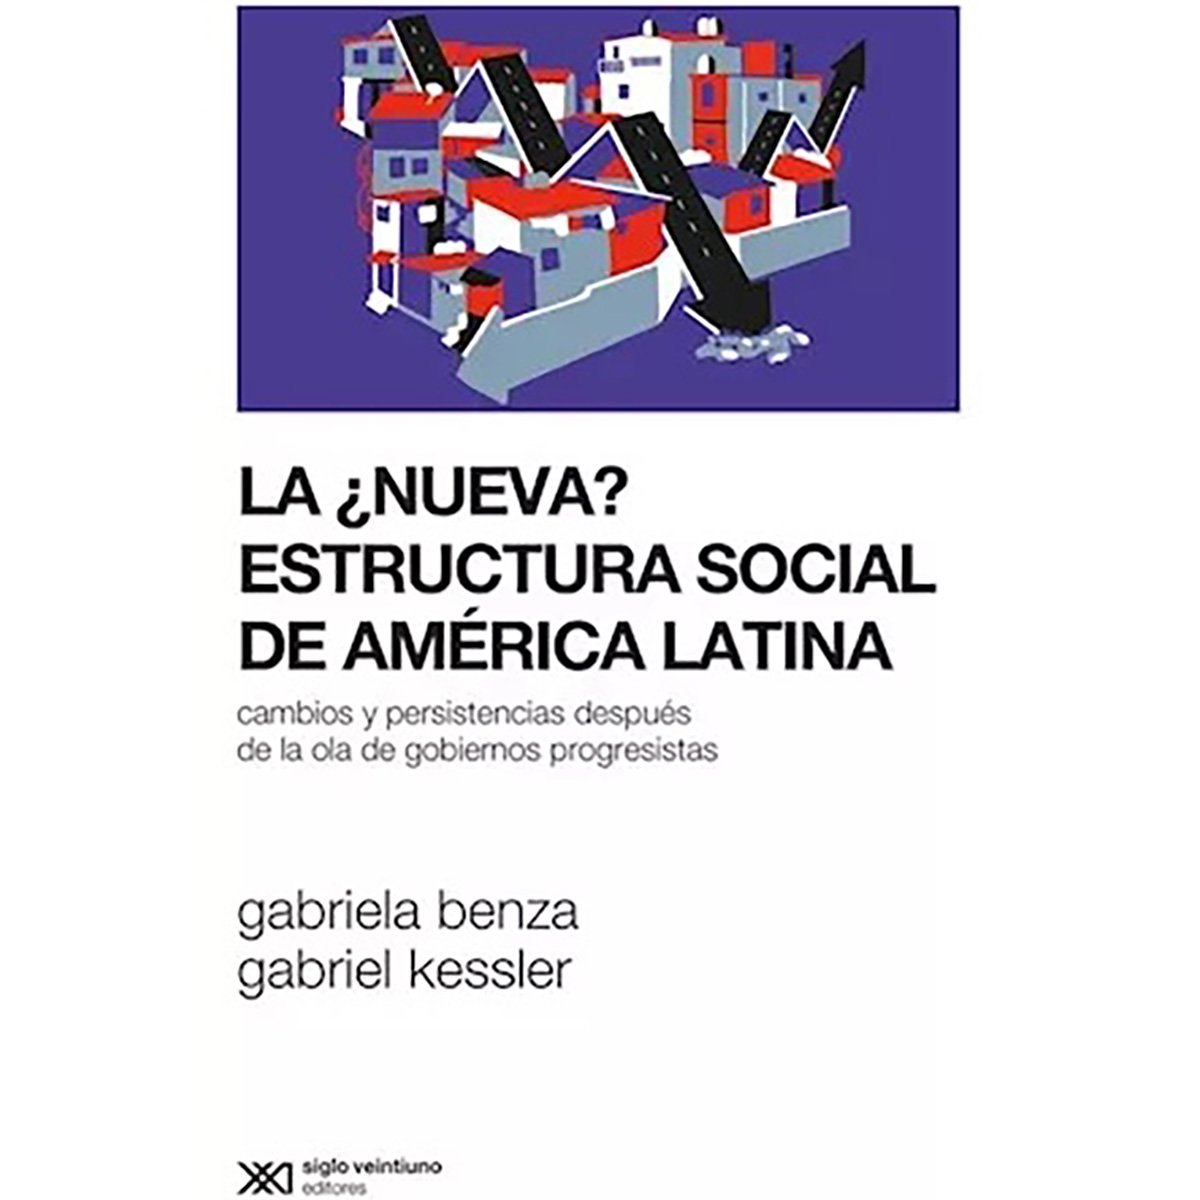 LA ¿NUEVA?
ESTRUCTURA SOCIAL
DE AMÉRICA LATINA
cambios y persistencias después
de la ola de gobiernos progresistas
gabriela benza
gabriel kessler
siglo veintiuno
editores